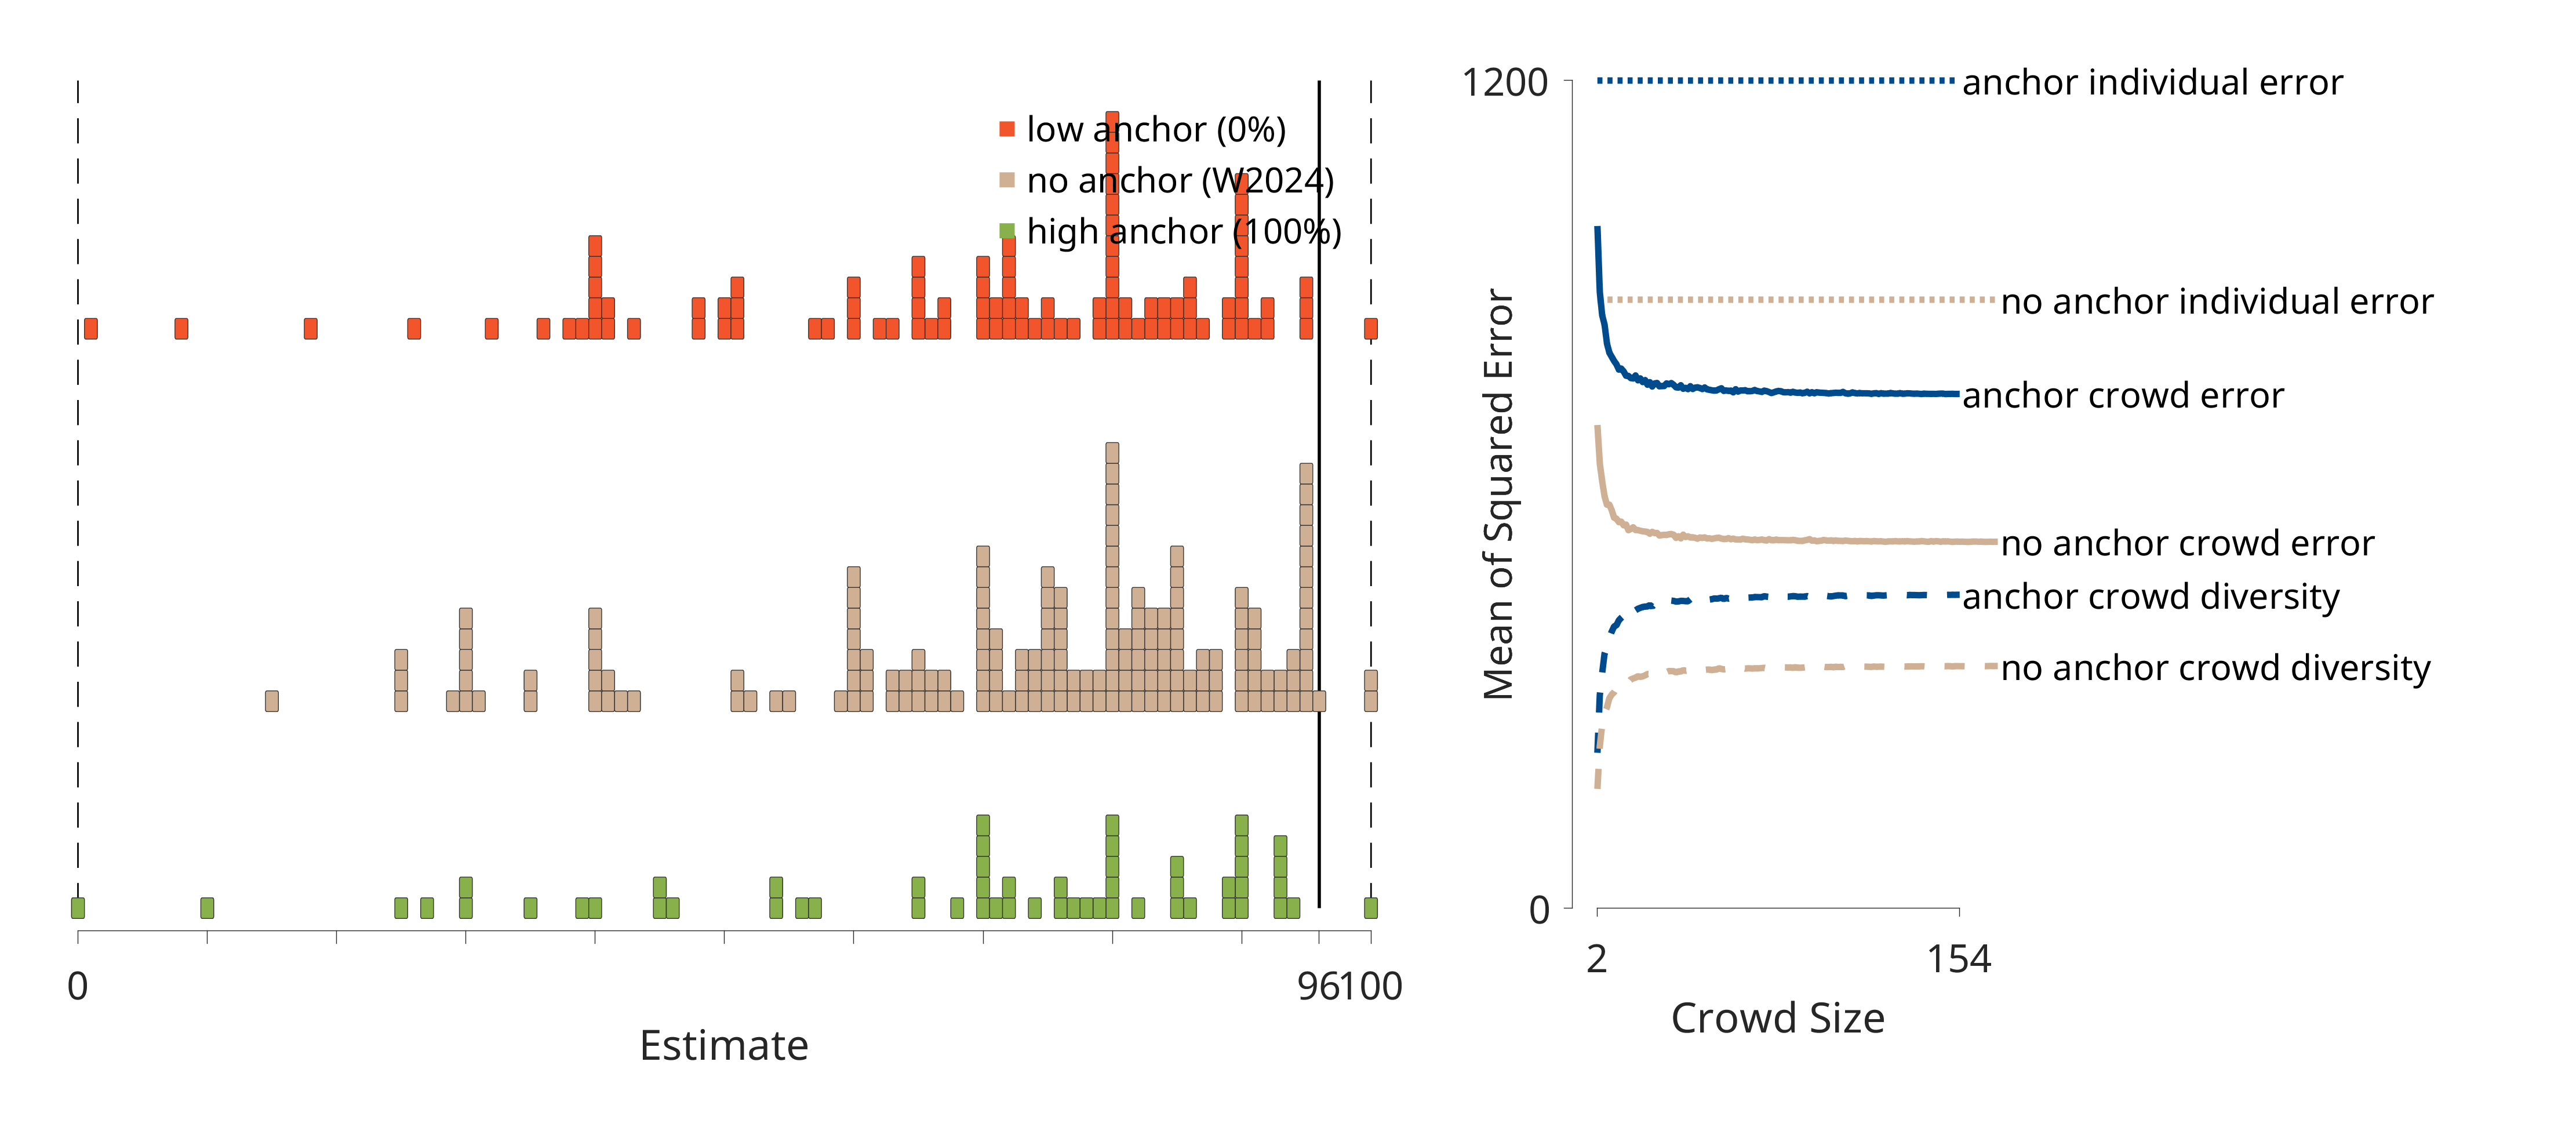 low anchor (0%)
no anchor (W2024)
high anchor (100%)
0
96
100
Estimate
1200
0
Mean of Squared Error
anchor individual error
no anchor individual error
anchor crowd error
no anchor crowd error
anchor crowd diversity
no anchor crowd diversity
2
154
Crowd Size